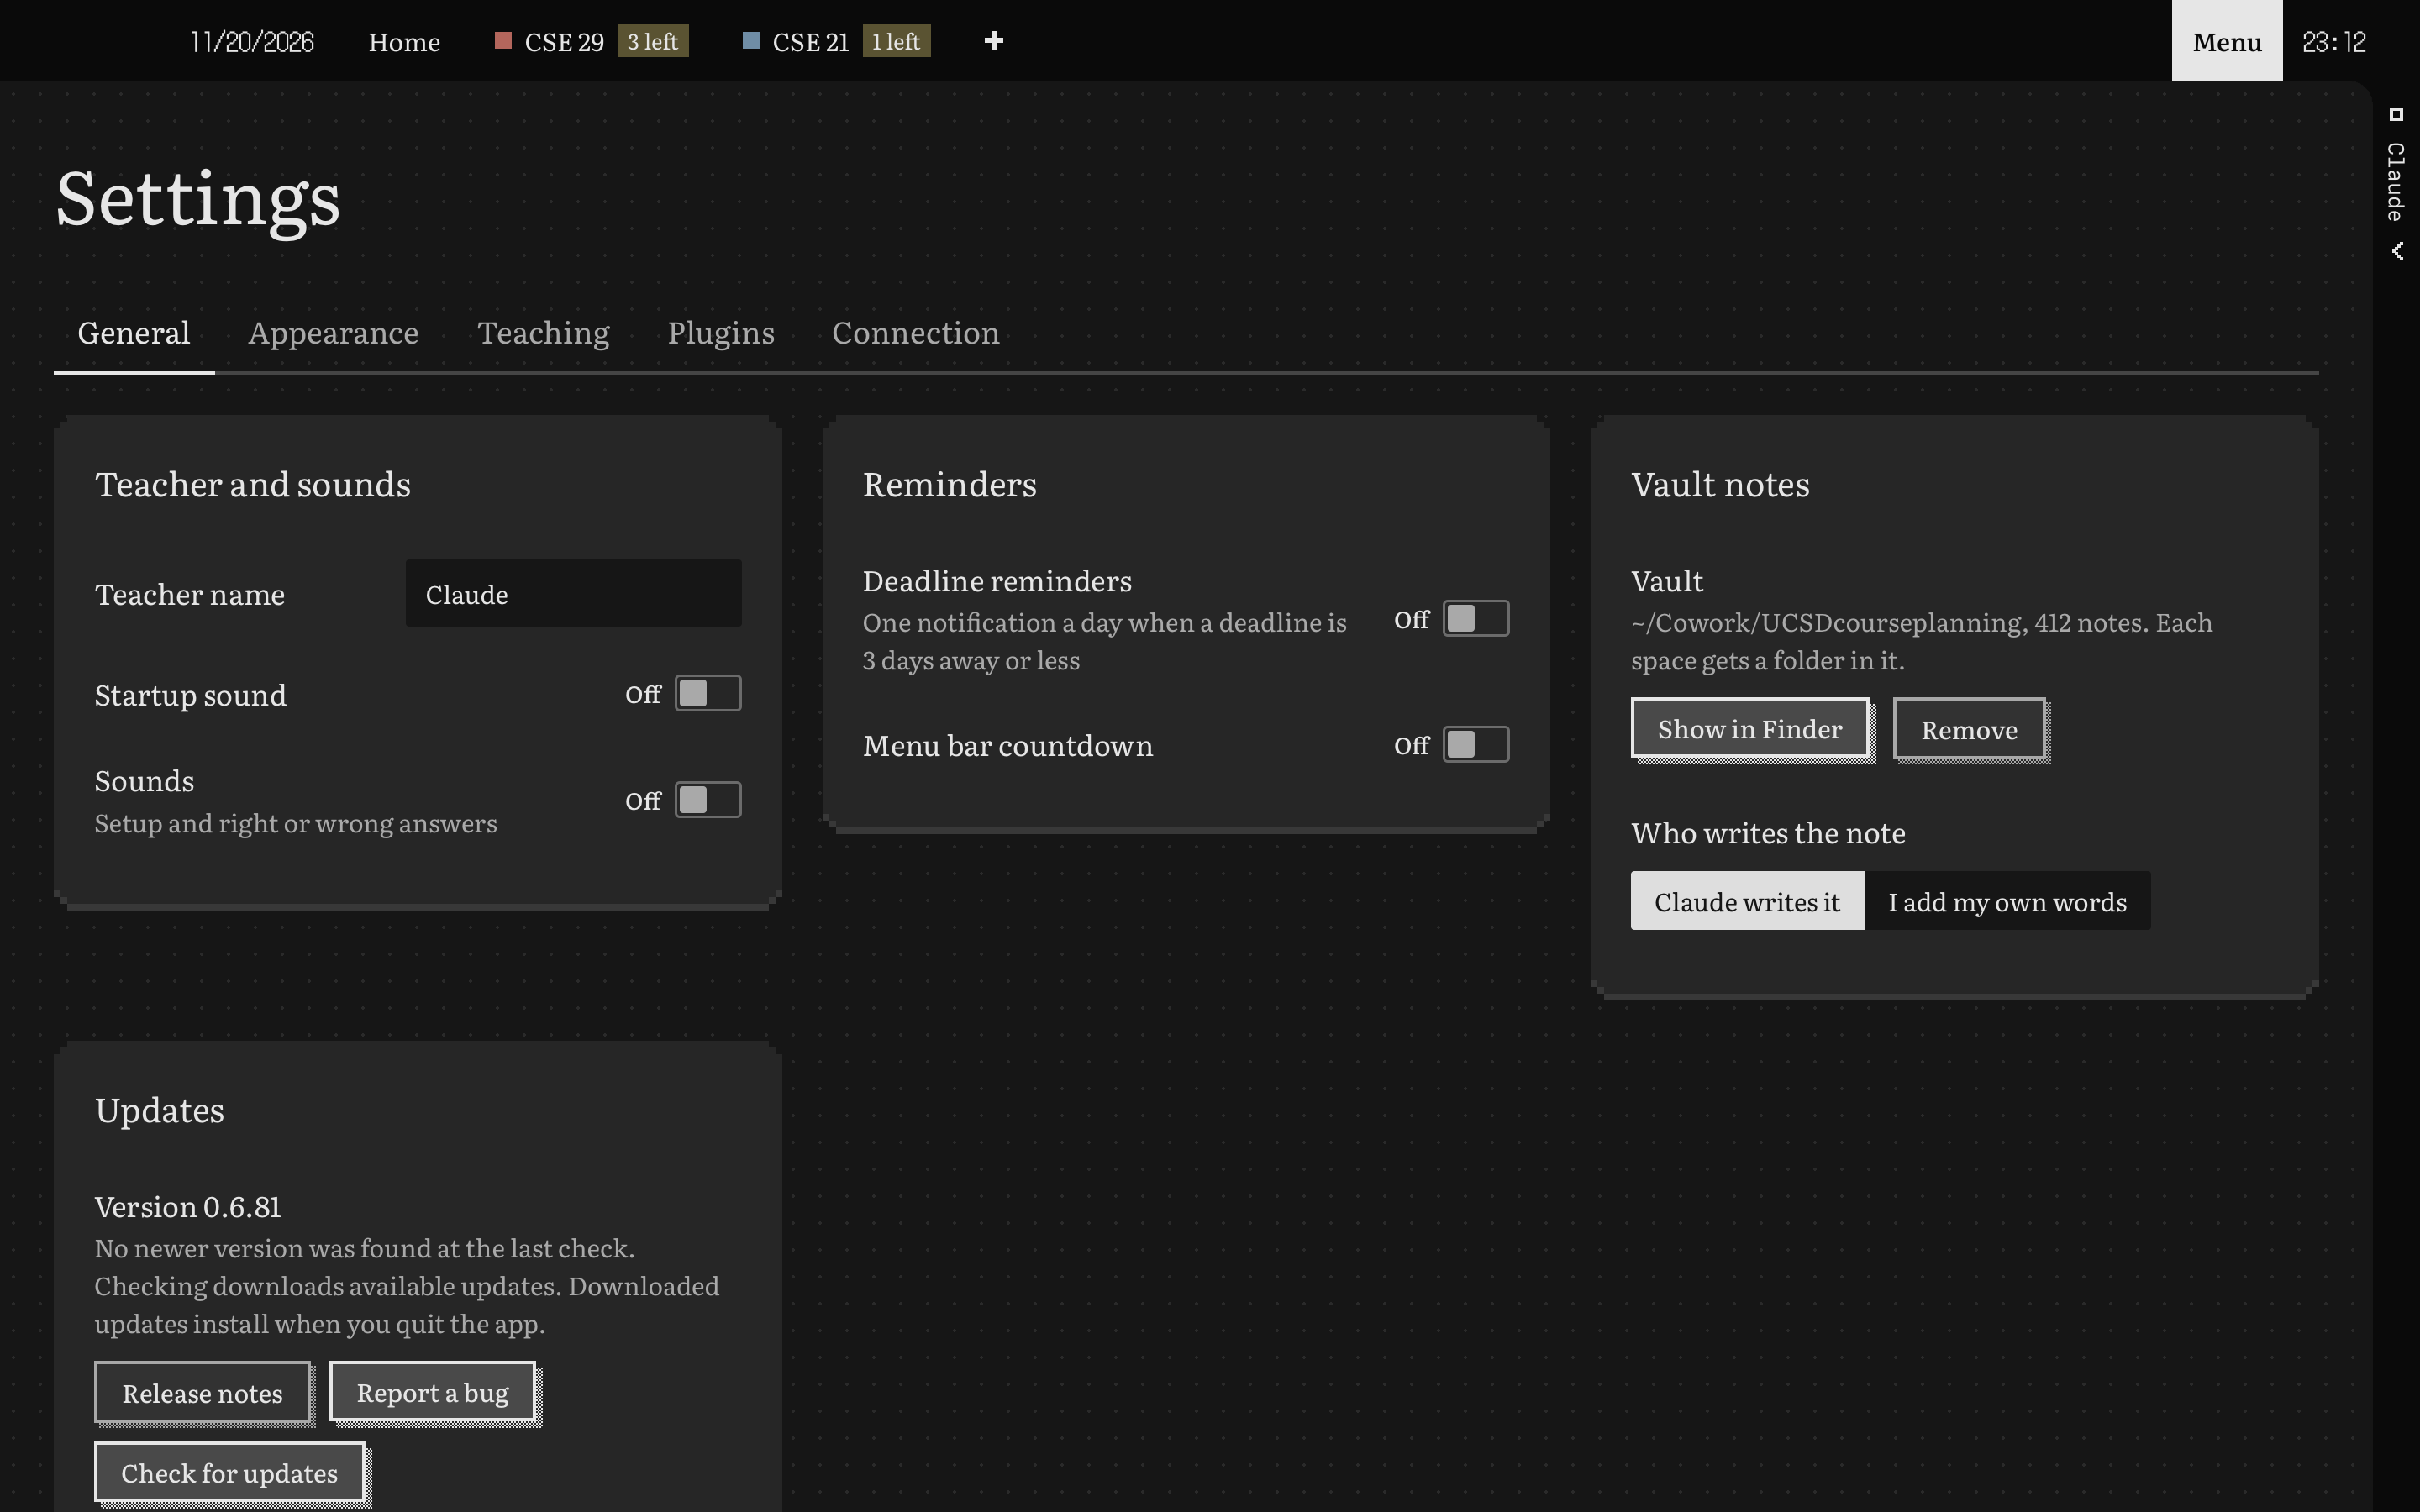 11/20/2026 Home CSE 29 3 left CSE 21 1 left Menu 23:12
Claude
Settings
General Appearance Teaching Plugins Connection
Teacher and sounds
Teacher name Claude
Startup sound Off
Sounds
Setup and right or wrong answers
Off
Reminders
Deadline reminders
One notification a day when a deadline is
3 days away or less
Off
Menu bar countdown Off
Vault notes
Vault
~/Cowork/UCSDcourseplanning, 412 notes. Each
space gets a folder in it.
Show in Finder Remove
Who writes the note
Claude writes it I add my own words
Updates
Version 0.6.81
No newer version was found at the last check.
Checking downloads available updates. Downloaded
updates install when you quit the app.
Release notes Report a bug
Check for updates